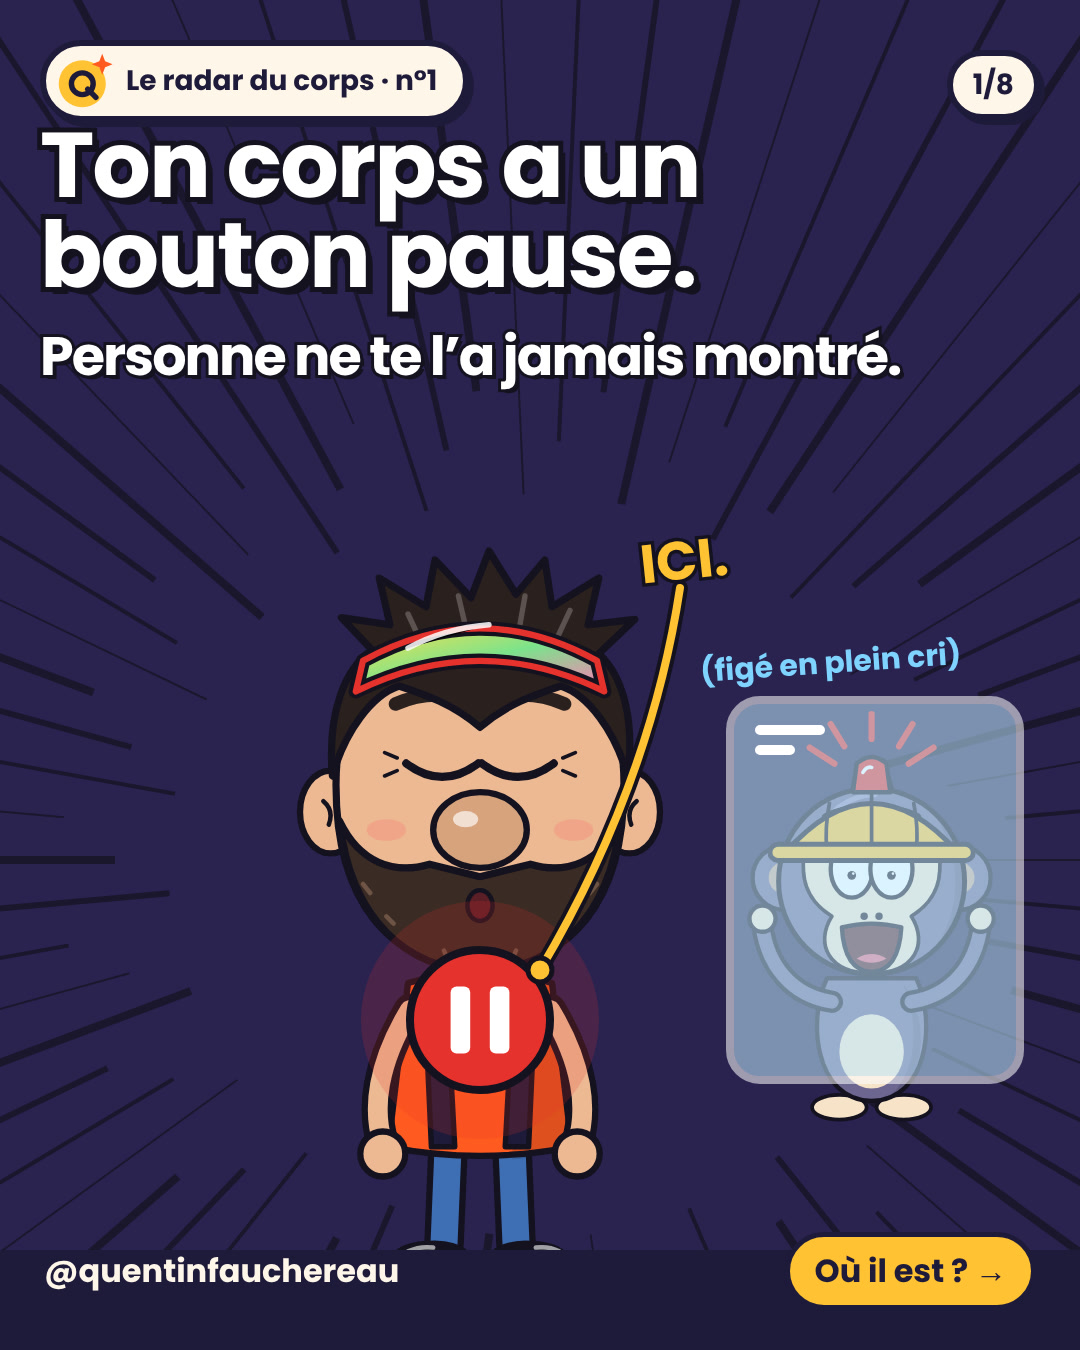 Le radar du corps · n°1
1/8
Ton corps a un
bouton pause.
Personne ne te l’a jamais montré.
ICI.
(figé en plein cri)
@quentinfauchereau
Où il est ? →